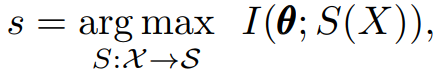 s = arg max I(θ; S(X)),
S:𝒳→𝒮